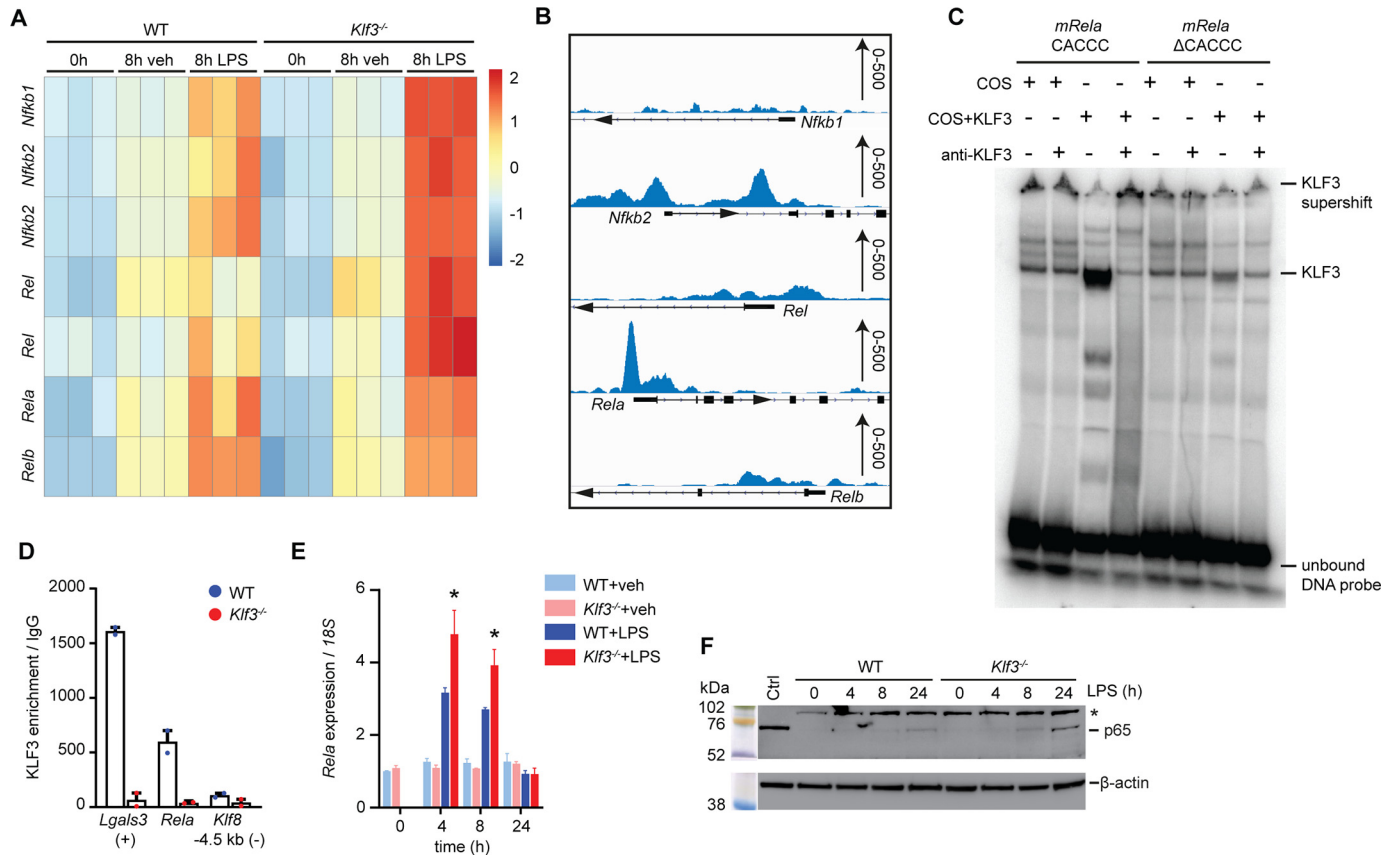 A
WT
Klf3-/-
0h
8h veh
8h LPS
0h
8h veh
8h LPS
Nfkb1
Nfkb2
Nfkb2
Rel
Rel
Rela
Relb
2
1
0
-1
-2
B
0-500
Nfkb1
0-500
Nfkb2
0-500
Rel
0-500
Rela
0-500
Relb
C
mRela
CACCC
mRela
ΔCACCC
COS + + - - + + - -
COS+KLF3 - - + + - - + +
anti-KLF3 - + - + - + - +
KLF3
supershift
KLF3
unbound
DNA probe
D
KLF3 enrichment / IgG
2000
1500
1000
500
0
WT
Klf3-/-
Lgals3
(+)
Rela
Klf8
-4.5 kb (-)
E
Rela expression / 18S
6
4
2
0
* *
0 4 8 24
time (h)
WT+veh
Klf3-/-+veh
WT+LPS
Klf3-/-+LPS
F
WT
Klf3-/-
kDa
Ctrl
0 4 8 24 0 4 8 24 LPS (h)
102
76
52
38
*
p65
β-actin